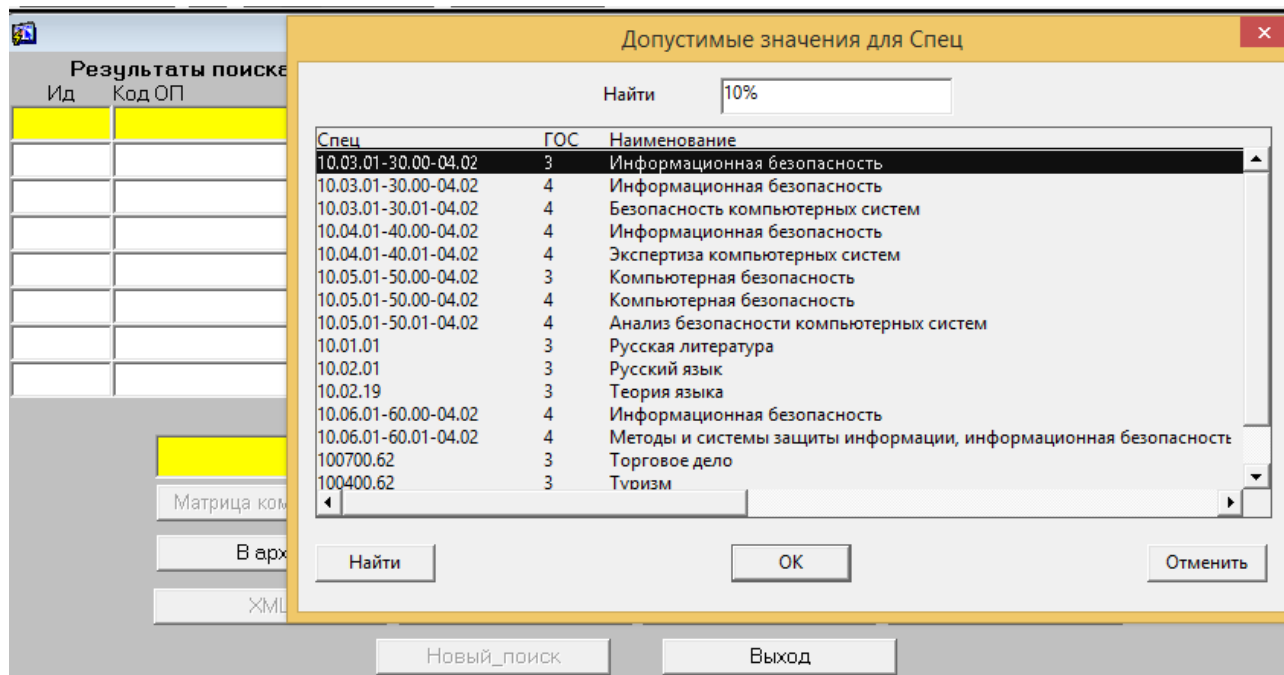 Допустимые значения для Спец
Результаты поиска
Ид Код ОП
Найти 10%
Спец ГОС Наименование
10.03.01-30.00-04.02 3 Информационная безопасность
10.03.01-30.00-04.02 4 Информационная безопасность
10.03.01-30.01-04.02 4 Безопасность компьютерных систем
10.04.01-40.00-04.02 4 Информационная безопасность
10.04.01-40.01-04.02 4 Экспертиза компьютерных систем
10.05.01-50.00-04.02 3 Компьютерная безопасность
10.05.01-50.00-04.02 4 Компьютерная безопасность
10.05.01-50.01-04.02 4 Анализ безопасности компьютерных систем
10.01.01 3 Русская литература
10.02.01 3 Русский язык
10.02.19 3 Теория языка
10.06.01-60.00-04.02 4 Информационная безопасность
10.06.01-60.01-04.02 4 Методы и системы защиты информации, информационная безопасность
100700.62 3 Торговое дело
100400.62 3 Туризм
Матрица ком
В арх
XML
Найти ОК Отменить
Новый_поиск Выход